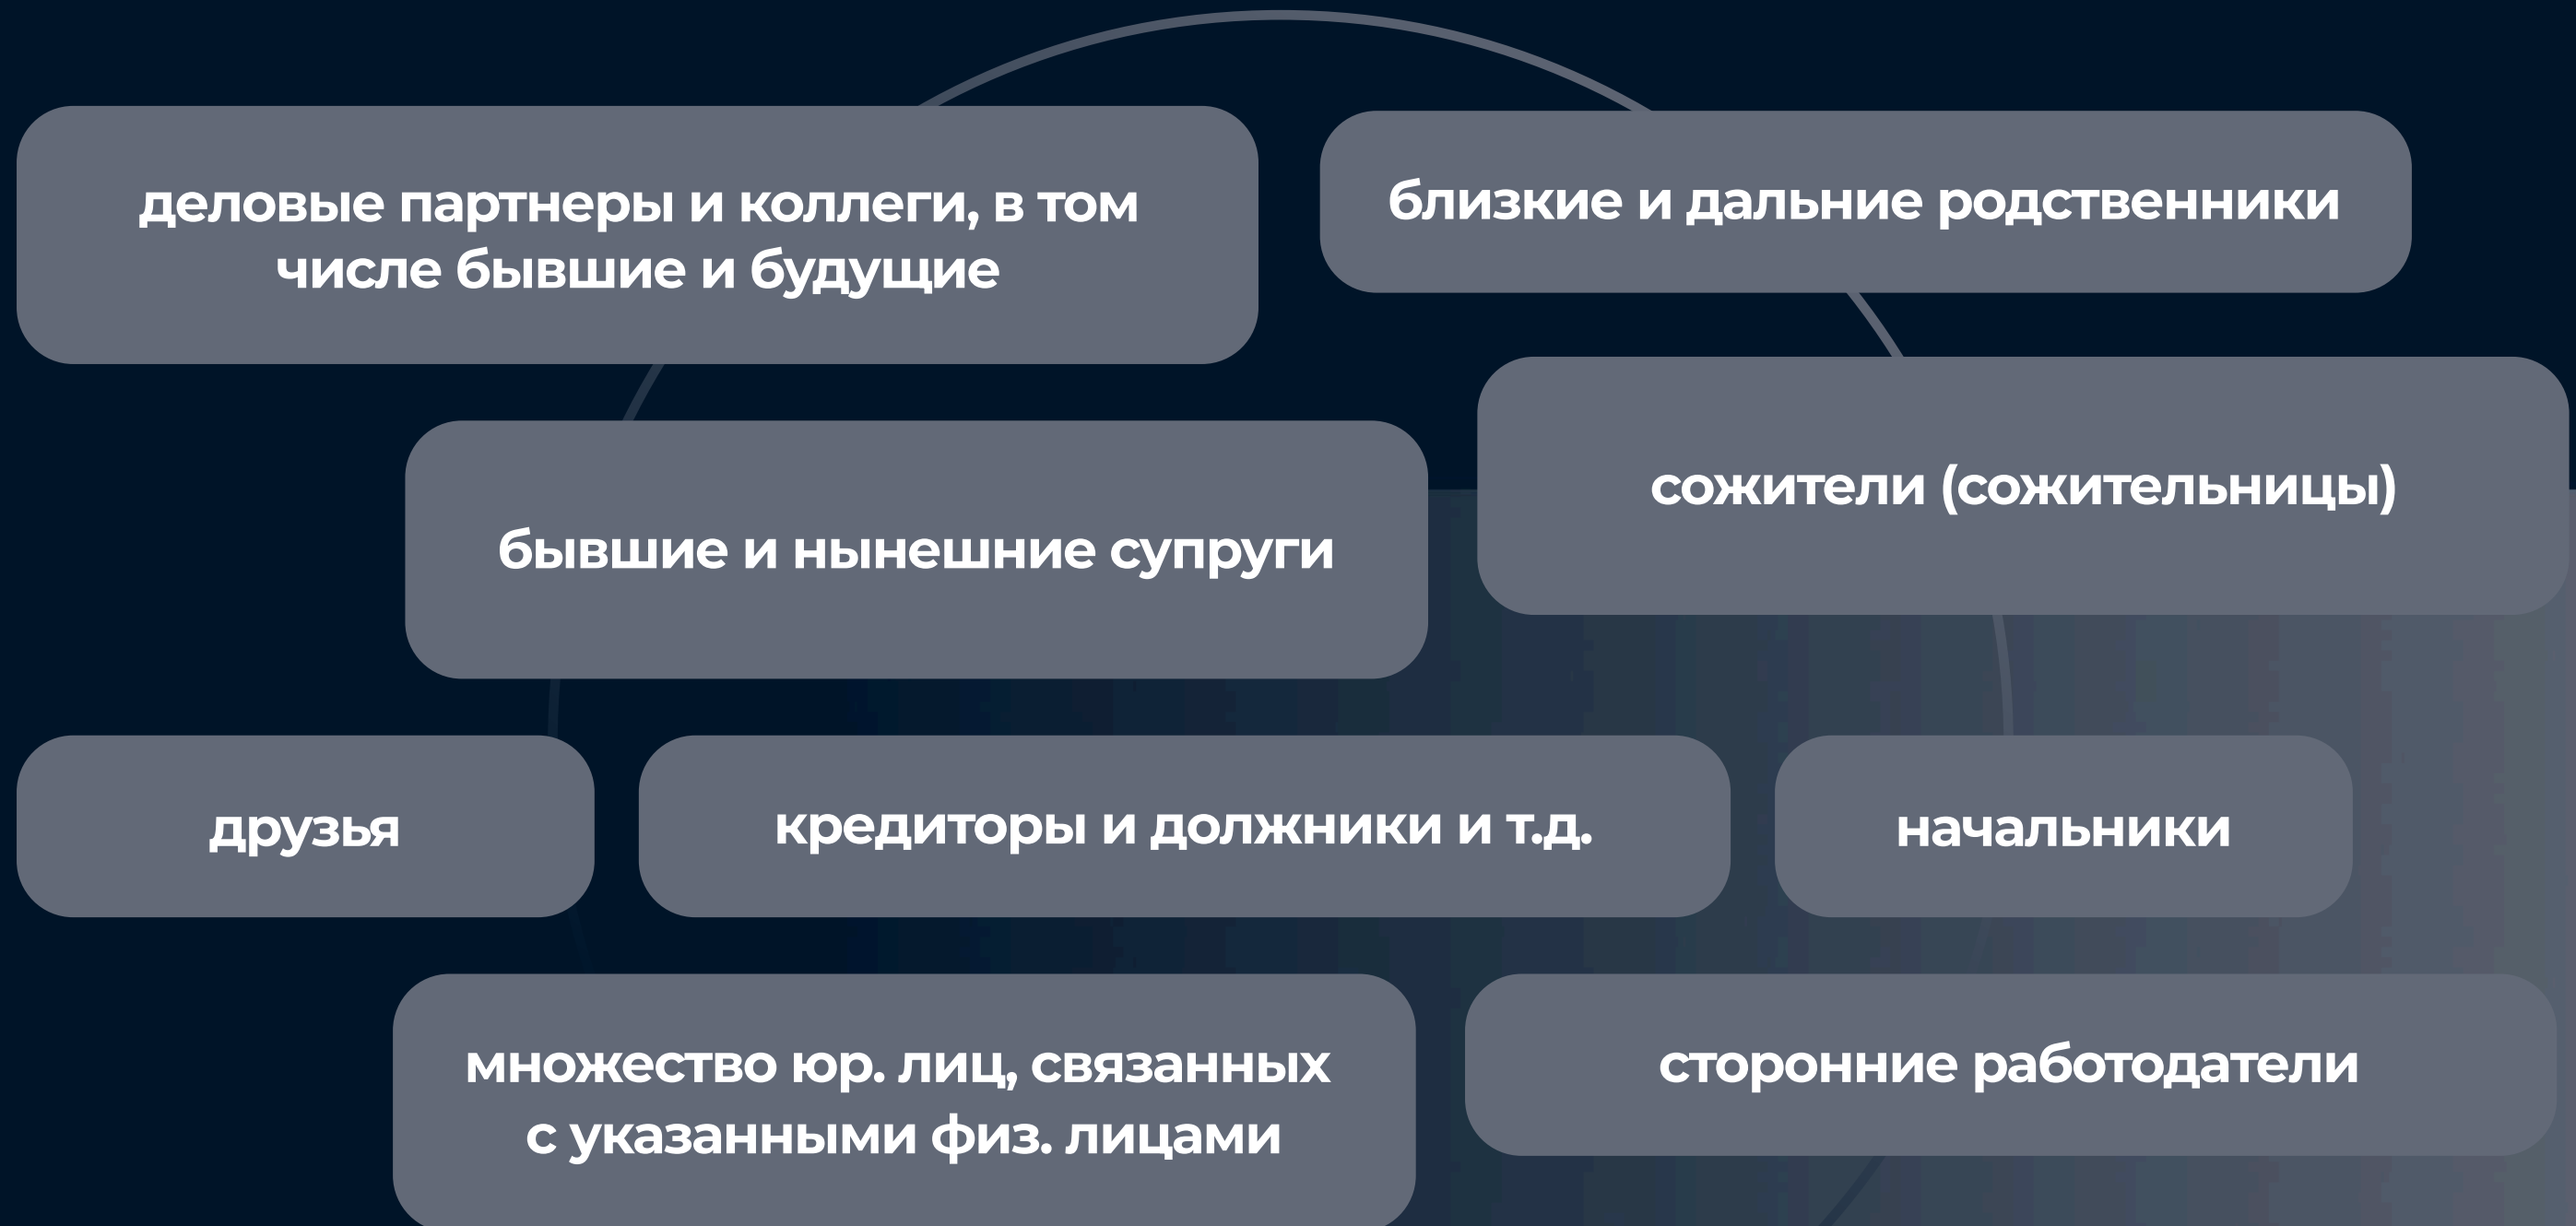 деловые партнеры и коллеги, в том
числе бывшие и будущие
близкие и дальние родственники
сожители (сожительницы)
бывшие и нынешние супруги
друзья
кредиторы и должники и т.д.
начальники
множество юр. лиц, связанных
с указанными физ. лицами
сторонние работодатели